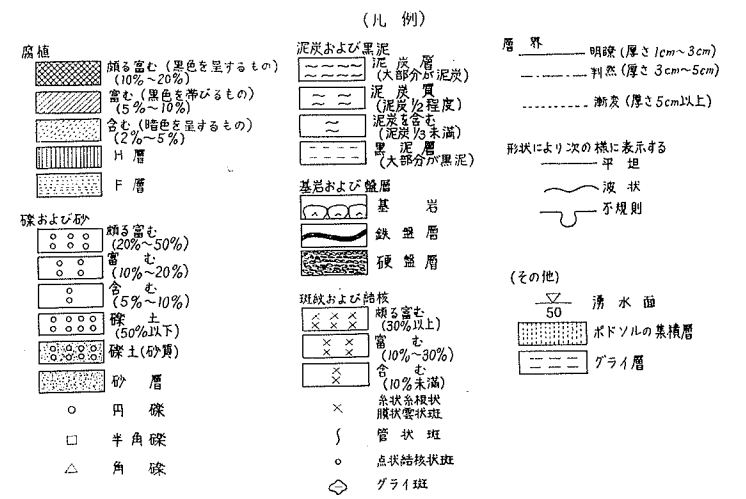 (凡 例)
腐植
頗る富む(黒色を呈するもの)
(10%~20%)
富む(黒色を帯びるもの)
(5%~10%)
含む(暗色を呈するもの)
(2%~5%)
H 層
F 層
礫および砂
頗る富む
(20%~50%)
富 む
(10%~20%)
含 む
(5%~10%)
礫 土
(50%以下)
礫土(砂質)
砂 層
円 礫
半角礫
角 礫
泥炭および黒泥
泥 炭 層
(大部分が泥炭)
泥 炭 質
(泥炭1/2程度)
泥炭を含む
(泥炭1/3未満)
黒 泥 層
(大部分が黒泥)
基岩および盤層
基 岩
鉄 盤 層
硬 盤 層
斑紋および結核
頗る富む
(30%以上)
富 む
(10%~30%)
含 む
(10%未満)
糸状糸根状
膜状雲状斑
管 状 斑
点状結核状斑
グライ斑
層 界
明瞭(厚さ1cm~3cm)
判然(厚さ3cm~5cm)
漸炭(厚さ5cm以上)
形状により次の様に表示する
平 坦
波 状
不規則
(その他)
50
湧 水 面
ポドソルの集積層
グライ層